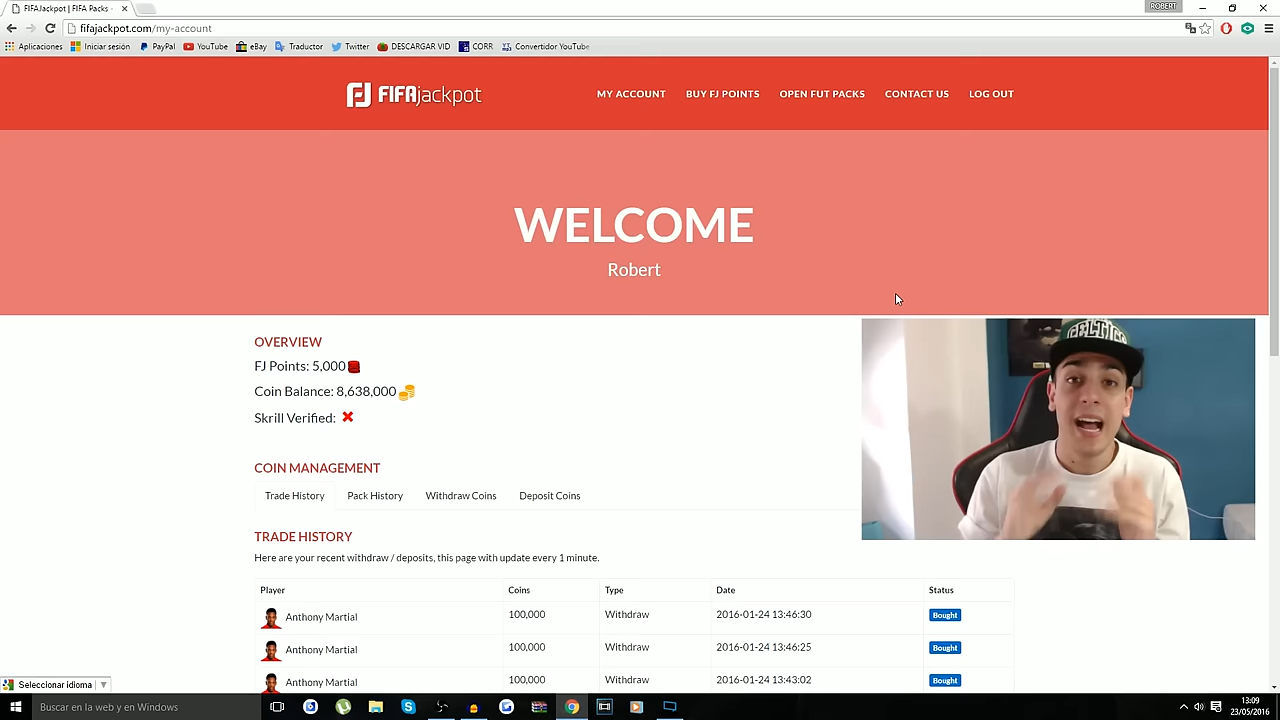 FIFAJackpot | FIFA Packs -
ROBERT
fifajackpot.com/my-account
Aplicaciones Iniciar sesión PayPal YouTube eBay Traductor Twitter DESCARGAR VID CORR Convertidor YouTube
FJ FIFAjackpot MY ACCOUNT BUY FJ POINTS OPEN FUT PACKS CONTACT US LOG OUT
WELCOME
Robert
OVERVIEW
FJ Points: 5,000
Coin Balance: 8,638,000
Skrill Verified:
CELTICS
COIN MANAGEMENT
Trade History Pack History Withdraw Coins Deposit Coins
TRADE HISTORY
Here are your recent withdraw / deposits, this page with update every 1 minute.
Player Coins Type Date Status
Anthony Martial 100,000 Withdraw 2016-01-24 13:46:30 Bought
Anthony Martial 100,000 Withdraw 2016-01-24 13:46:25 Bought
Anthony Martial 100,000 Withdraw 2016-01-24 13:43:02 Bought
Seleccionar idioma
Buscar en la web y en Windows
13:09
23/05/2016